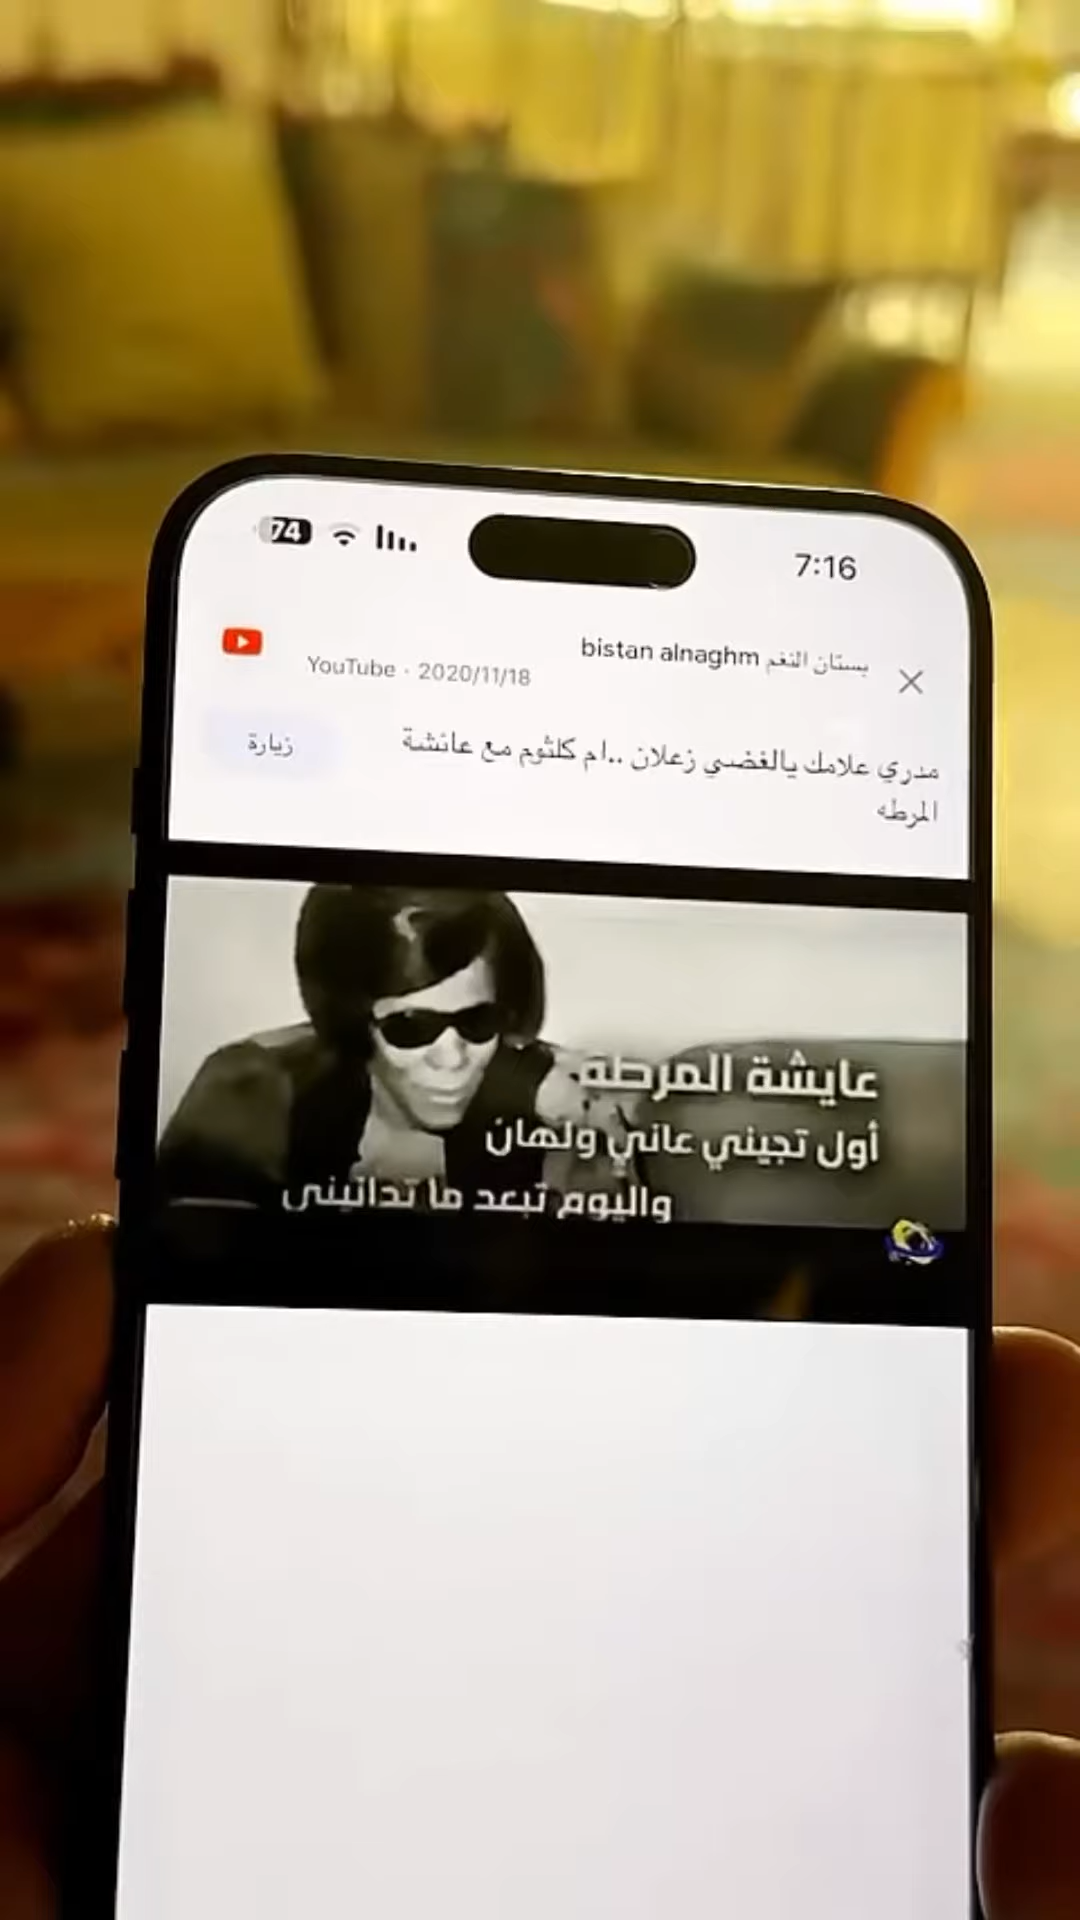 74
7:16
بستان النغم bistan alnaghm
YouTube · 2020/11/18
مدري علامك يالغضي زعلان ..ام كلثوم مع عائشة
المرطه
زيارة
عايشة المرطه
أول تجيني عاني ولهان
واليوم تبعد ما تدانيني